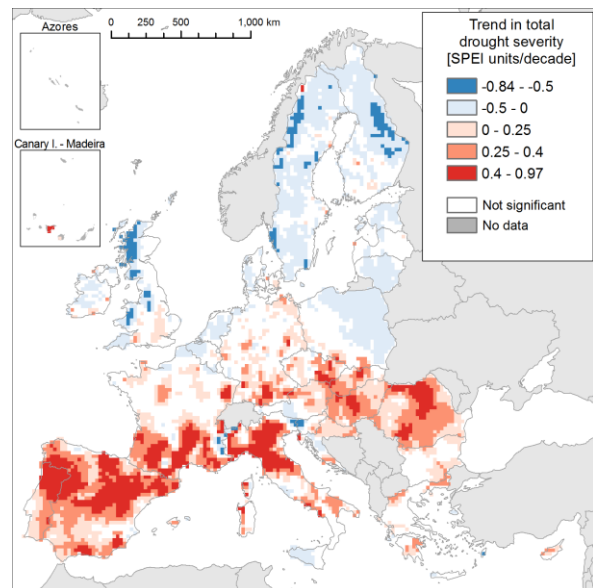 Azores
0 250 500 1,000 km
Canary I. - Madeira
Trend in total
drought severity
[SPEI units/decade]
-0.84 - -0.5
-0.5 - 0
0 - 0.25
0.25 - 0.4
0.4 - 0.97
Not significant
No data